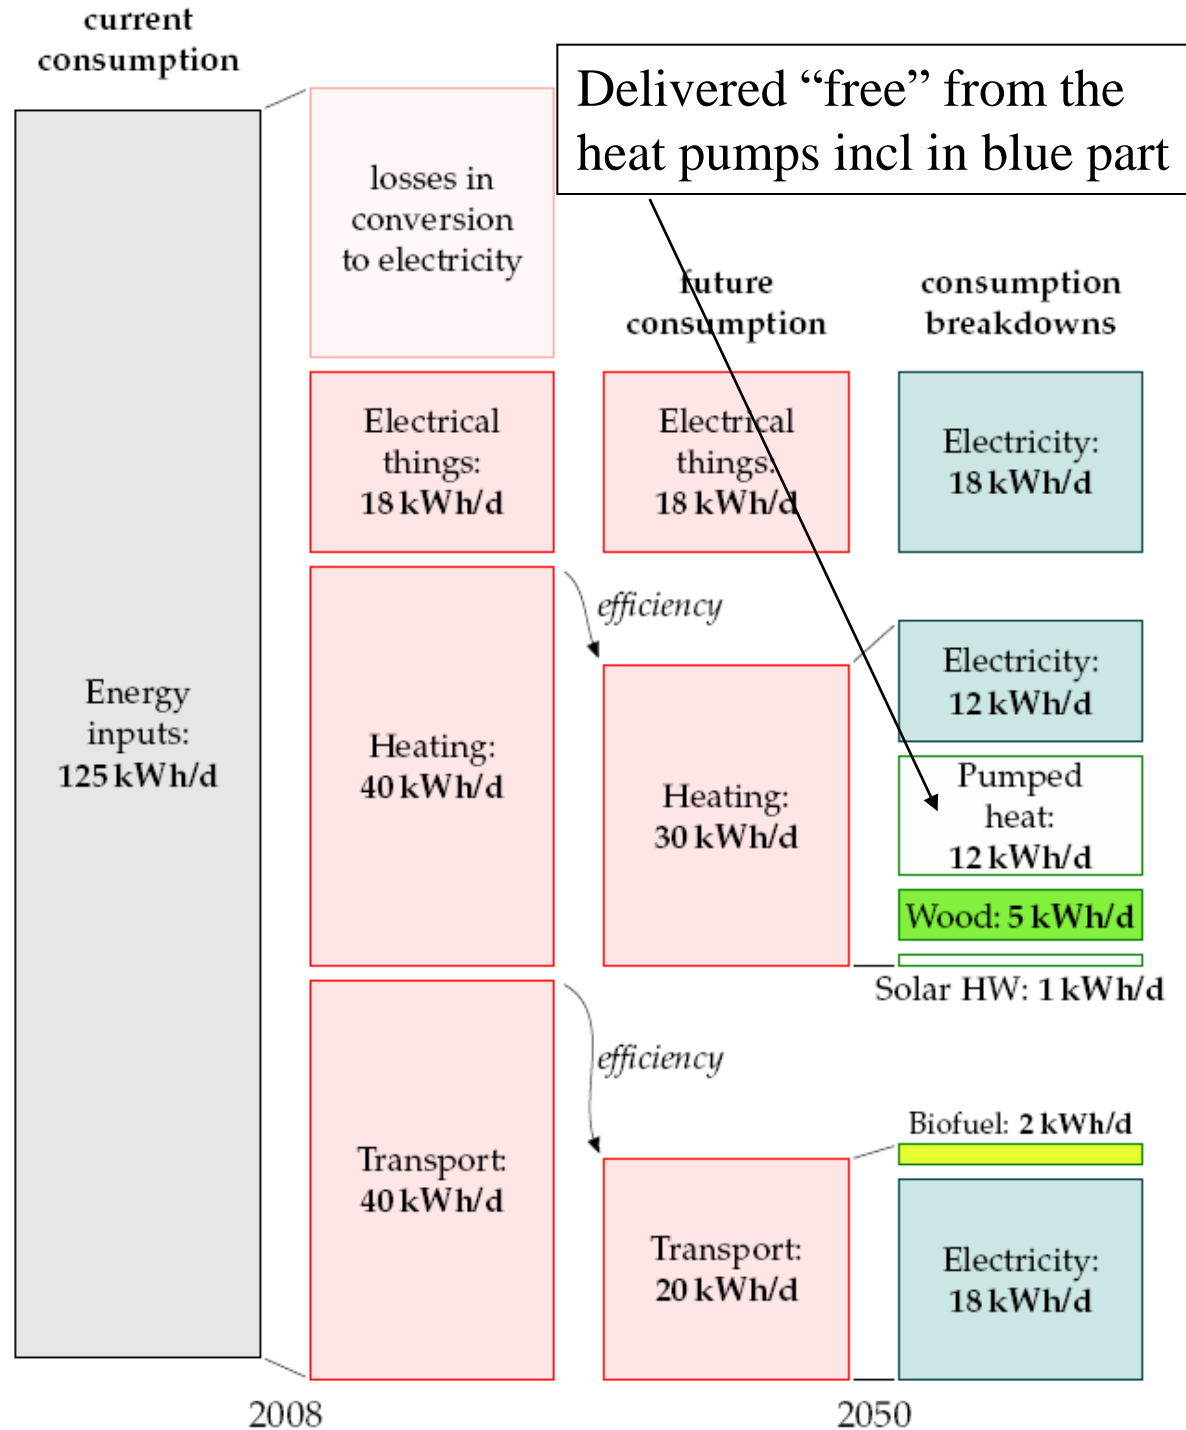 current
consumption
Delivered “free” from the
heat pumps incl in blue part
losses in
conversion
to electricity
future
consumption
consumption
breakdowns
Electrical
things:
18 kWh/d
Electrical
things:
18 kWh/d
Electricity:
18 kWh/d
efficiency
Energy
inputs:
125 kWh/d
Heating:
40 kWh/d
Heating:
30 kWh/d
Electricity:
12 kWh/d
Pumped
heat:
12 kWh/d
Wood: 5 kWh/d
Solar HW: 1 kWh/d
efficiency
Transport:
40 kWh/d
Transport:
20 kWh/d
Biofuel: 2 kWh/d
Electricity:
18 kWh/d
2008
2050